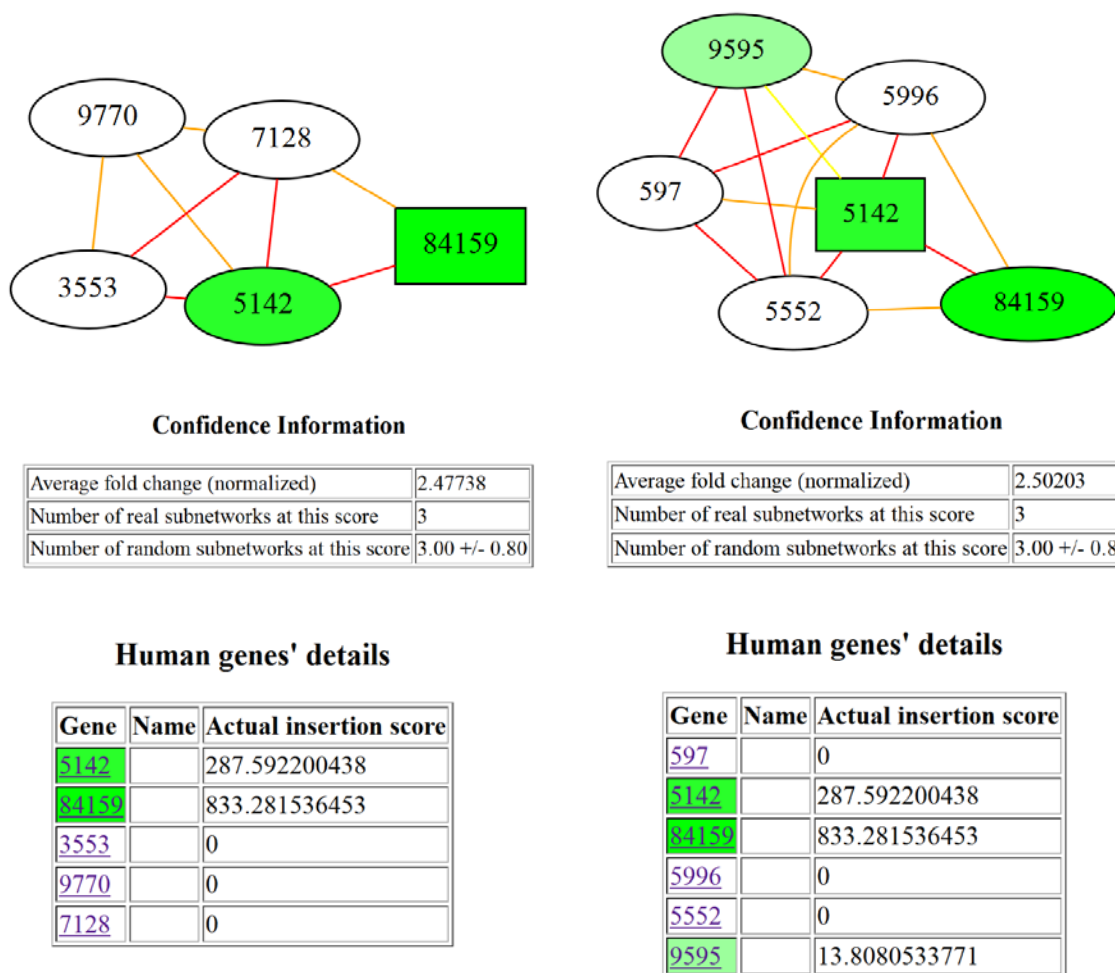 9770
7128
84159
3553
5142
Confidence Information
Average fold change (normalized) 2.47738
Number of real subnetworks at this score 3
Number of random subnetworks at this score 3.00 +/- 0.80
Human genes' details
Gene Name Actual insertion score
5142 287.592200438
84159 833.281536453
3553 0
9770 0
7128 0
9595
5996
597
5142
5552
84159
Confidence Information
Average fold change (normalized) 2.50203
Number of real subnetworks at this score 3
Number of random subnetworks at this score 3.00 +/- 0.8
Human genes' details
Gene Name Actual insertion score
597 0
5142 287.592200438
84159 833.281536453
5996 0
5552 0
9595 13.8080533771